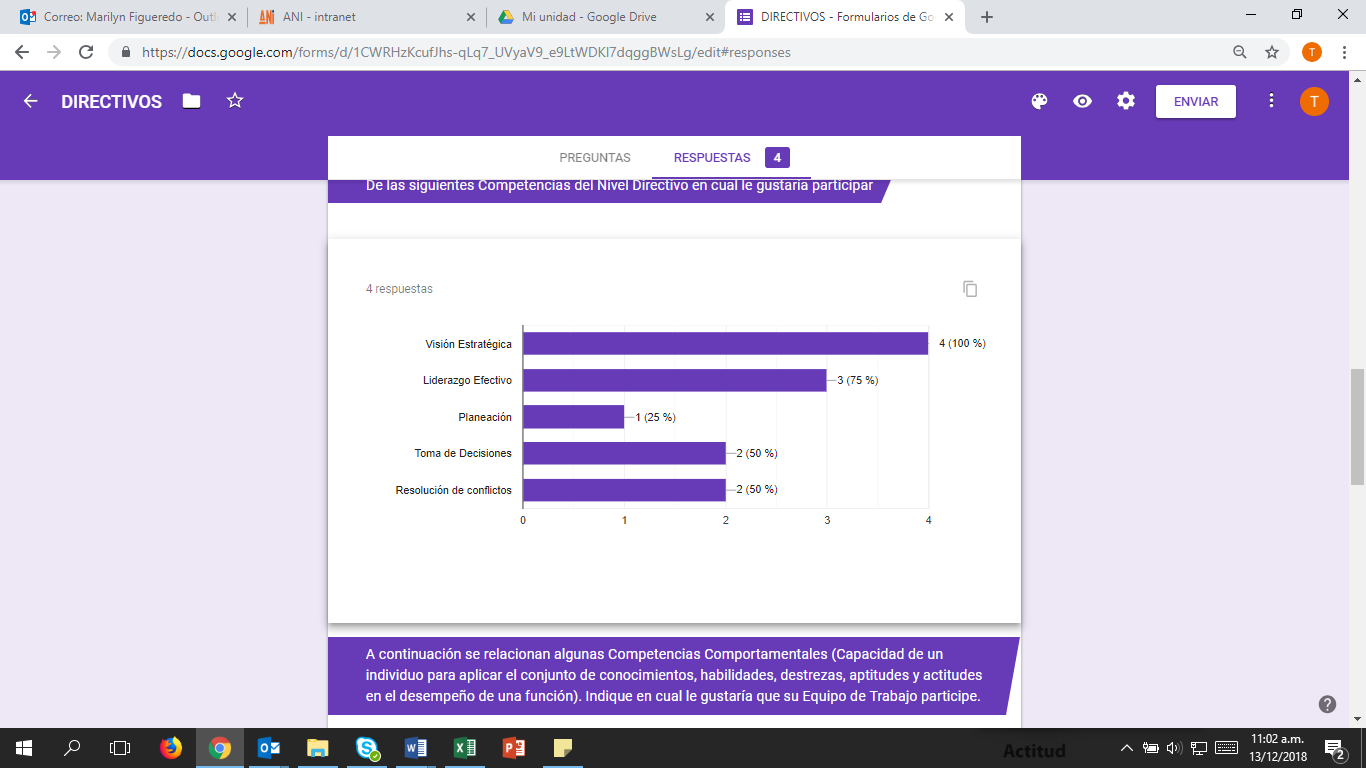 Correo: Marilyn Figueredo - Outl
ANI - intranet
Mi unidad - Google Drive
DIRECTIVOS - Formularios de Go
https://docs.google.com/forms/d/1CWRHzKcufJhs-qLq7_UVyaV9_e9LtWDKl7dqggBWsLg/edit#responses
T
DIRECTIVOS
ENVIAR
T
PREGUNTAS
RESPUESTAS
4
De las siguientes Competencias del Nivel Directivo en cual le gustaría participar
4 respuestas
Visión Estratégica
4 (100 %)
Liderazgo Efectivo
3 (75 %)
Planeación
1 (25 %)
Toma de Decisiones
2 (50 %)
Resolución de conflictos
2 (50 %)
0 1 2 3 4
A continuación se relacionan algunas Competencias Comportamentales (Capacidad de un
individuo para aplicar el conjunto de conocimientos, habilidades, destrezas, aptitudes y actitudes
en el desempeño de una función). Indique en cual le gustaría que su Equipo de Trabajo participe.
Actitud
11:02 a.m.
13/12/2018
2